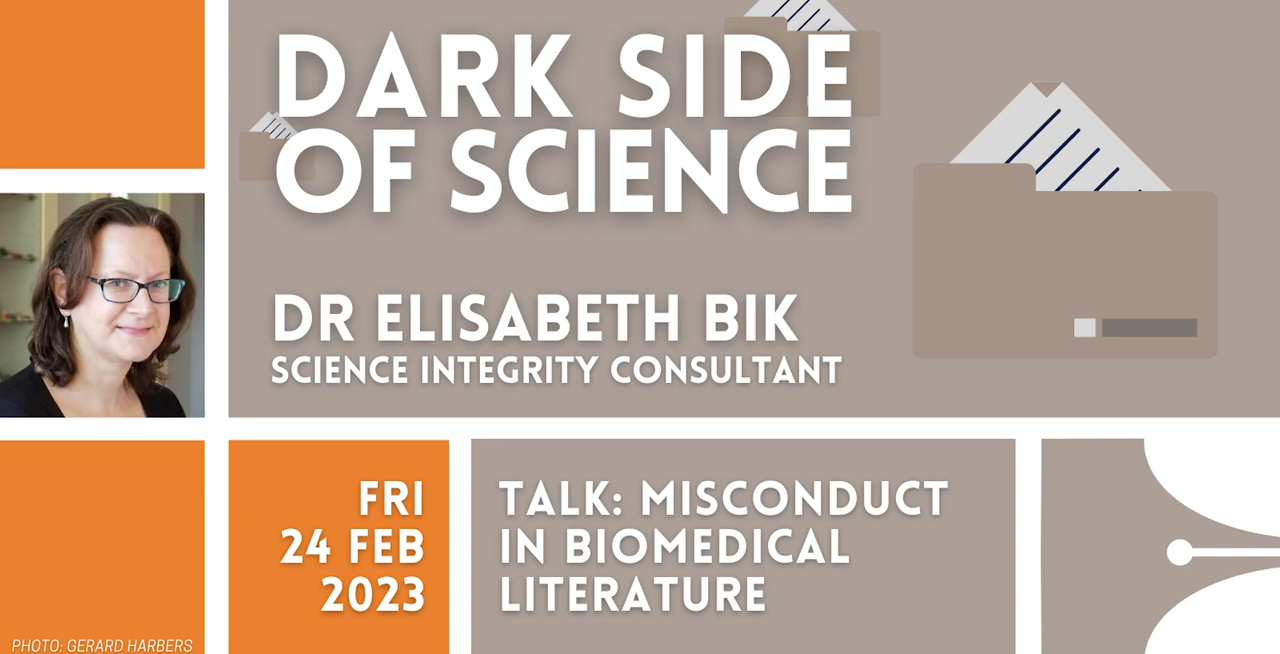 DARK SIDE
OF SCIENCE
DR ELISABETH BIK
SCIENCE INTEGRITY CONSULTANT
FRI
24 FEB
2023
TALK: MISCONDUCT
IN BIOMEDICAL
LITERATURE
PHOTO: GERARD HARBERS